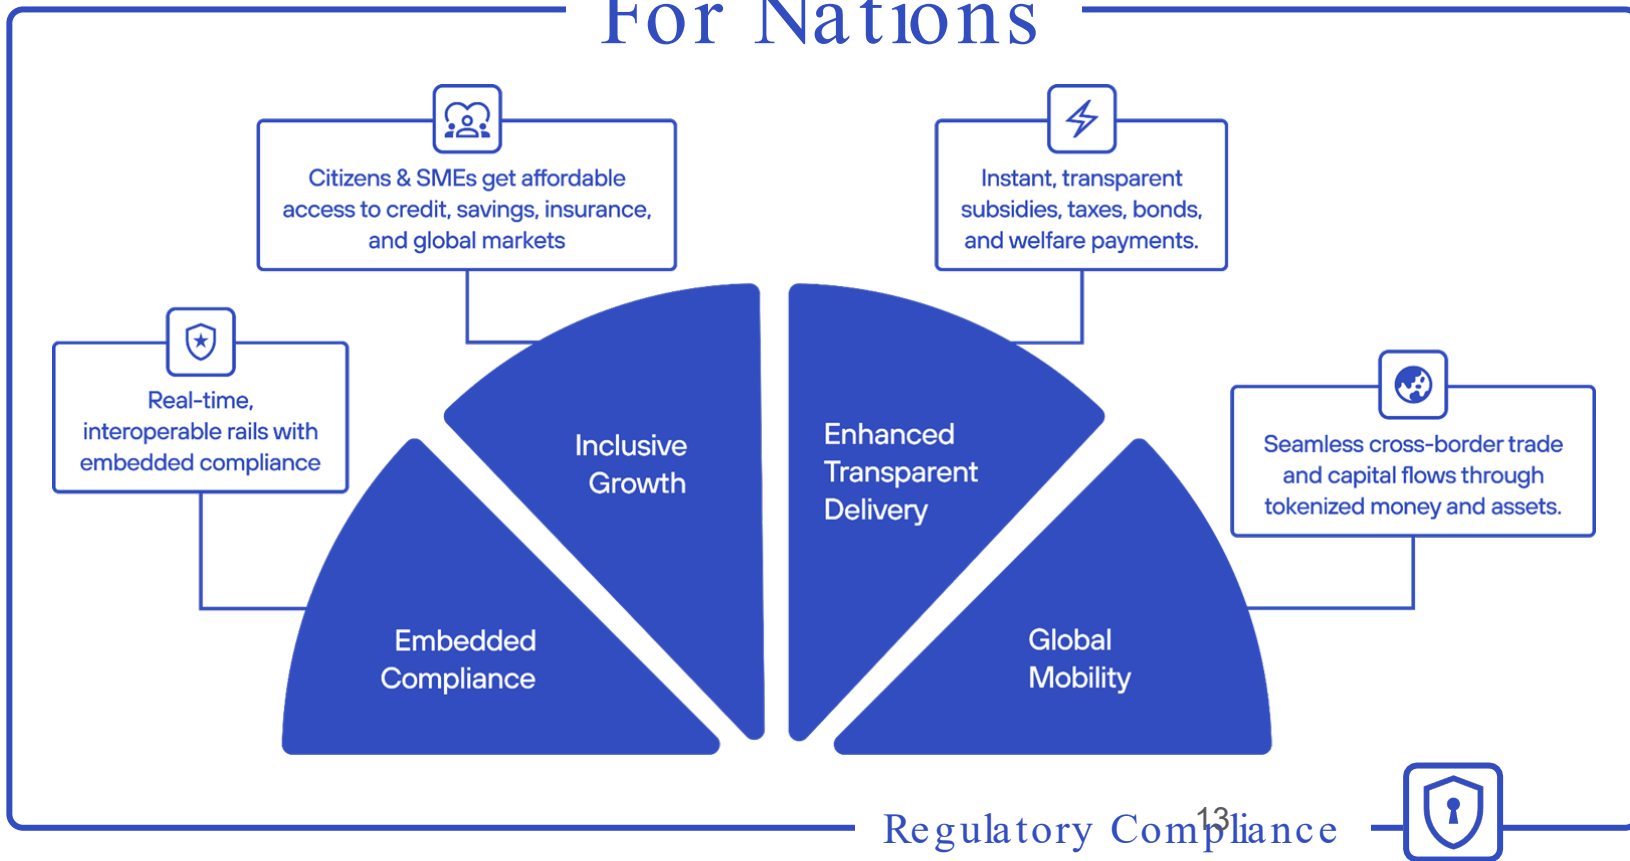 For Nations
Citizens & SMEs get affordable
access to credit, savings, insurance,
and global markets
Instant, transparent
subsidies, taxes, bonds,
and welfare payments.
Real-time,
interoperable rails with
embedded compliance
Seamless cross-border trade
and capital flows through
tokenized money and assets.
Inclusive
Growth
Enhanced
Transparent
Delivery
Embedded
Compliance
Global
Mobility
Regulatory Compliance
13